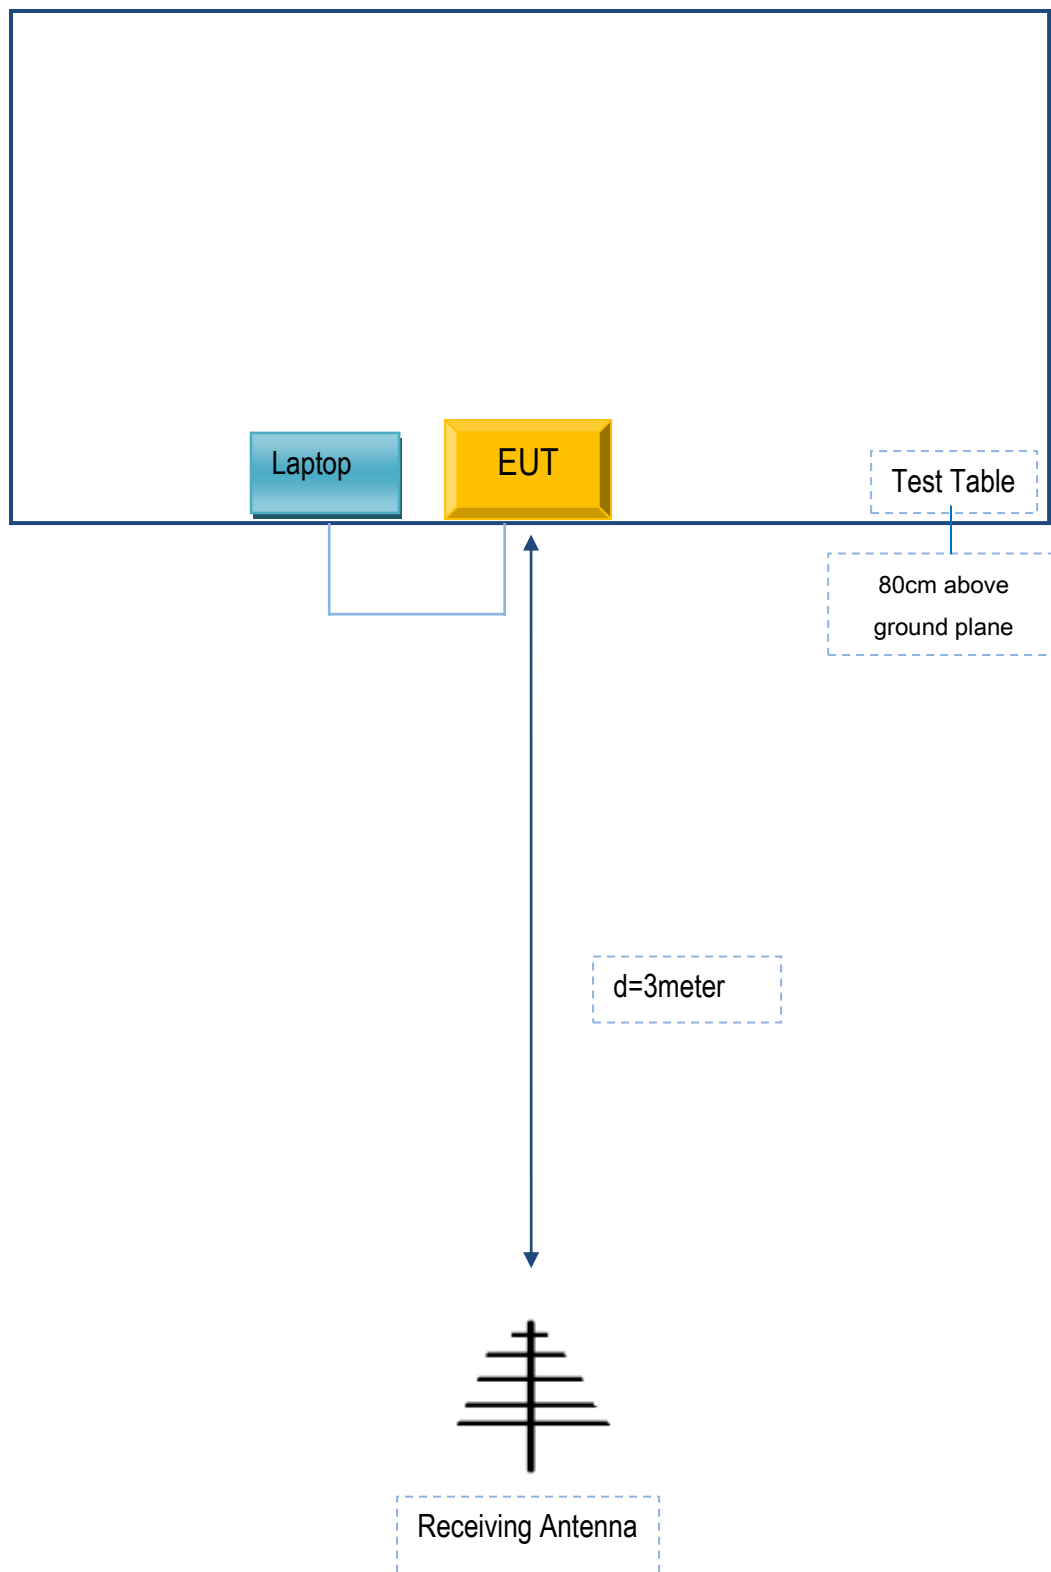 Laptop
EUT
Test Table
80cm above
ground plane
d=3meter
Receiving Antenna